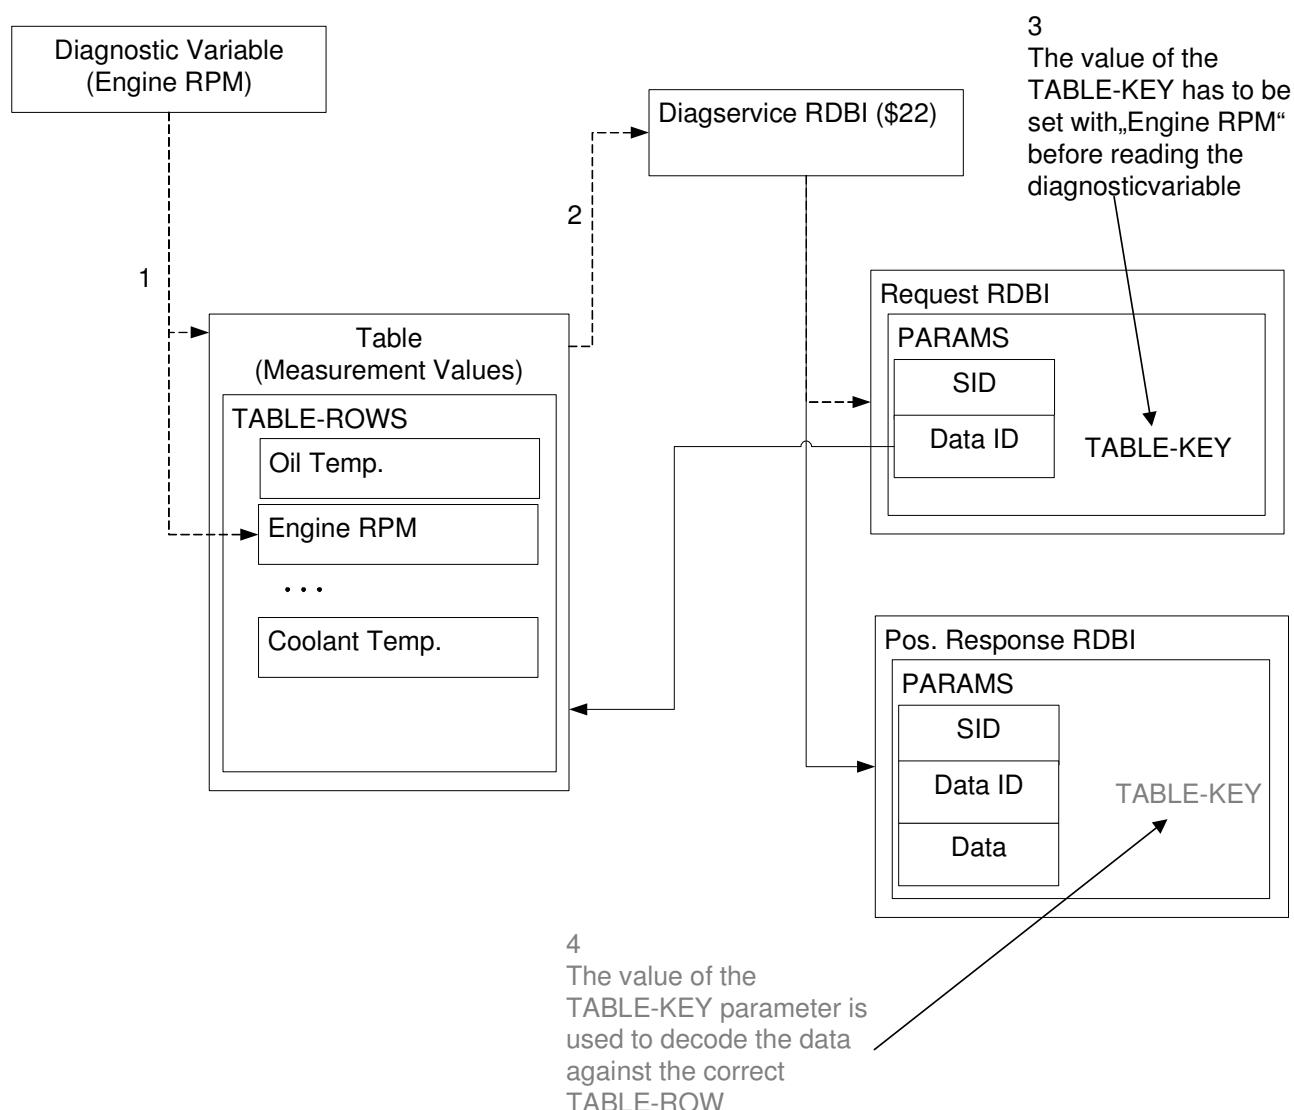 Diagnostic Variable
(Engine RPM)
1
Table
(Measurement Values)
TABLE-ROWS
Oil Temp.
Engine RPM
. . .
Coolant Temp.
2
Diagservice RDBI ($22)
3
The value of the
TABLE-KEY has to be
set with„Engine RPM“
before reading the
diagnosticvariable
Request RDBI
PARAMS
SID
Data ID
TABLE-KEY
Pos. Response RDBI
PARAMS
SID
Data ID
TABLE-KEY
Data
4
The value of the
TABLE-KEY parameter is
used to decode the data
against the correct
TABLE-ROW